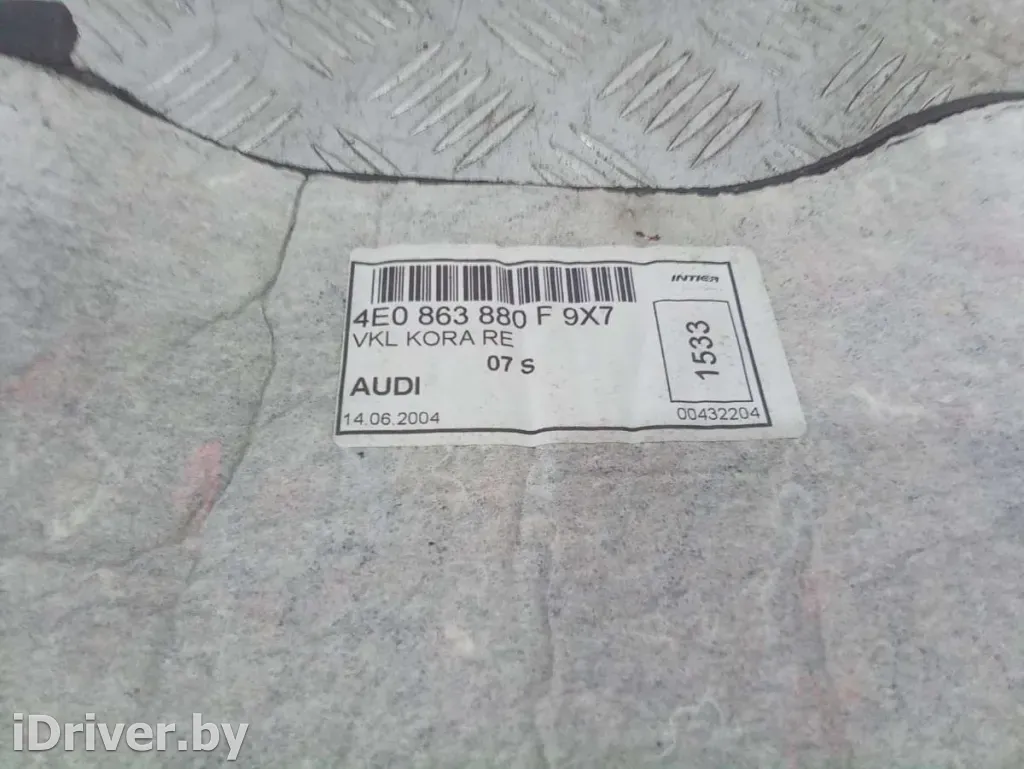 INTIER
4E0 863 880 F 9X7
VKL KORA RE
07 S
1533
AUDI
14.06.2004
00432204
iDriver.by